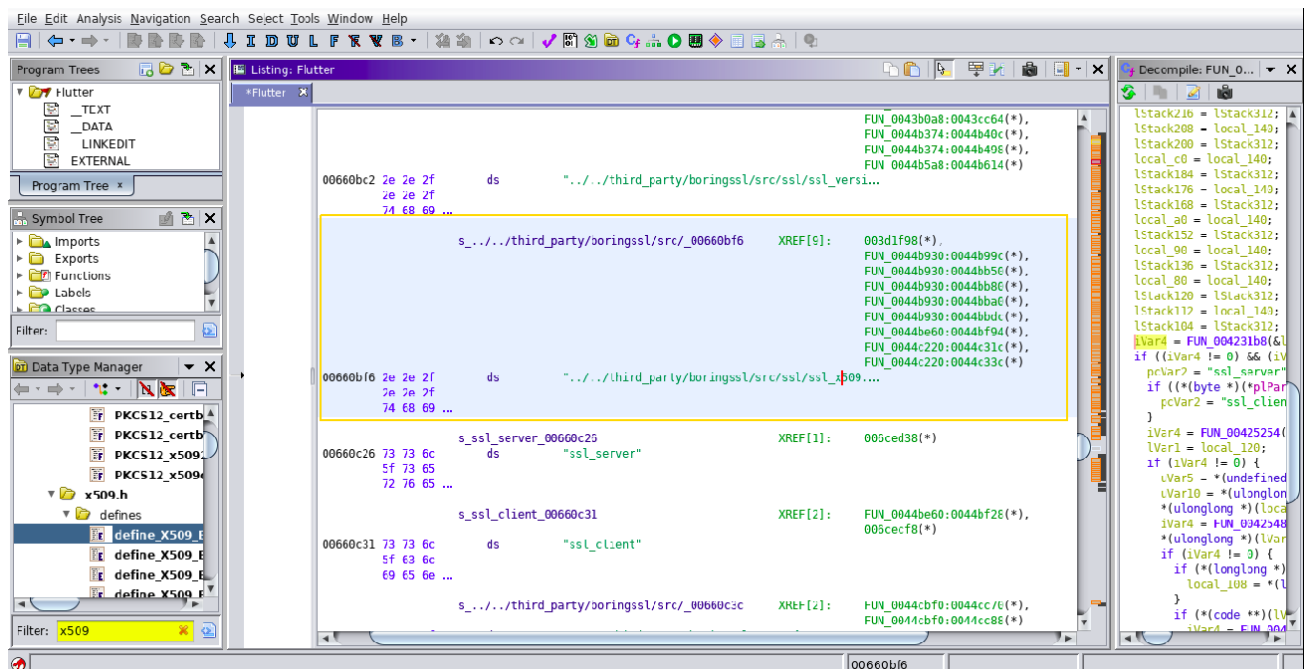 File Edit Analysis Navigation Search Select Tools Window Help
I D U L F B
Program Trees
Flutter
__TEXT
__DATA
LINKEDIT
EXTERNAL
Program Tree x
Symbol Tree
Imports
Exports
Functions
Labels
Classes
Filter:
Data Type Manager
PKCS12_certb
PKCS12_certb
PKCS12_x509
PKCS12_x509
x509.h
defines
define_X509_E
define_X509_E
define_X509_E
define_X509_F
Filter: x509
Listing: Flutter
*Flutter
FUN_0043b0a8:0043cc64(*),
FUN_0044b374:0044b40c(*),
FUN_0044b374:0044b498(*),
FUN_0044b5a8:0044b614(*)
00660bc2 2e 2e 2f ds "../../third_party/boringssl/src/ssl/ssl_versi...
2e 2e 2f
74 68 69 ...
s_../../third_party/boringssl/src/_00660bf6 XREF[9]: 003d1f98(*),
FUN_0044b930:0044b99c(*),
FUN_0044b930:0044bb50(*),
FUN_0044b930:0044bb80(*),
FUN_0044b930:0044bba0(*),
FUN_0044b930:0044bbdc(*),
FUN_0044be60:0044bf94(*),
FUN_0044c220:0044c31c(*),
FUN_0044c220:0044c33c(*)
00660bf6 2e 2e 2f ds "../../third_party/boringssl/src/ssl/ssl_x509....
2e 2e 2f
74 68 69 ...
s_ssl_server_00660c26 XREF[1]: 006ced38(*)
00660c26 73 73 6c ds "ssl_server"
5f 73 65
72 76 65 ...
s_ssl_client_00660c31 XREF[2]: FUN_0044be60:0044bf28(*),
006cecf8(*)
00660c31 73 73 6c ds "ssl_client"
5f 63 6c
69 65 6e ...
s_../../third_party/boringssl/src/_00660c3c XREF[2]: FUN_0044cbf0:0044cc70(*),
FUN_0044cbf0:0044cc88(*)
Decompile: FUN_0...
lStack216 = lStack312;
lStack208 = local_140;
lStack200 = lStack312;
local_c0 = local_140;
lStack184 = lStack312;
lStack176 = local_140;
lStack168 = lStack312;
local_a0 = local_140;
lStack152 = lStack312;
local_90 = local_140;
lStack136 = lStack312;
local_80 = local_140;
lStack120 = lStack312;
lStack112 = local_140;
lStack104 = lStack312;
iVar4 = FUN_004231b8(&l
if ((iVar4 != 0) && (iV
pcVar2 = "ssl_server"
if ((*(byte *)(*plPar
pcVar2 = "ssl_clien
}
iVar4 = FUN_00425254(
lVar1 = local_120;
if (iVar4 != 0) {
uVar5 = *(undefined
uVar10 = *(ulonglon
*(ulonglong *)(loca
iVar4 = FUN_0042548
*(ulonglong *)(lVar
if (iVar4 != 0) {
if (*(longlong *)
local_108 = *(l
}
if (*(code **)(lV
iVar4 = FUN_004
00660bf6